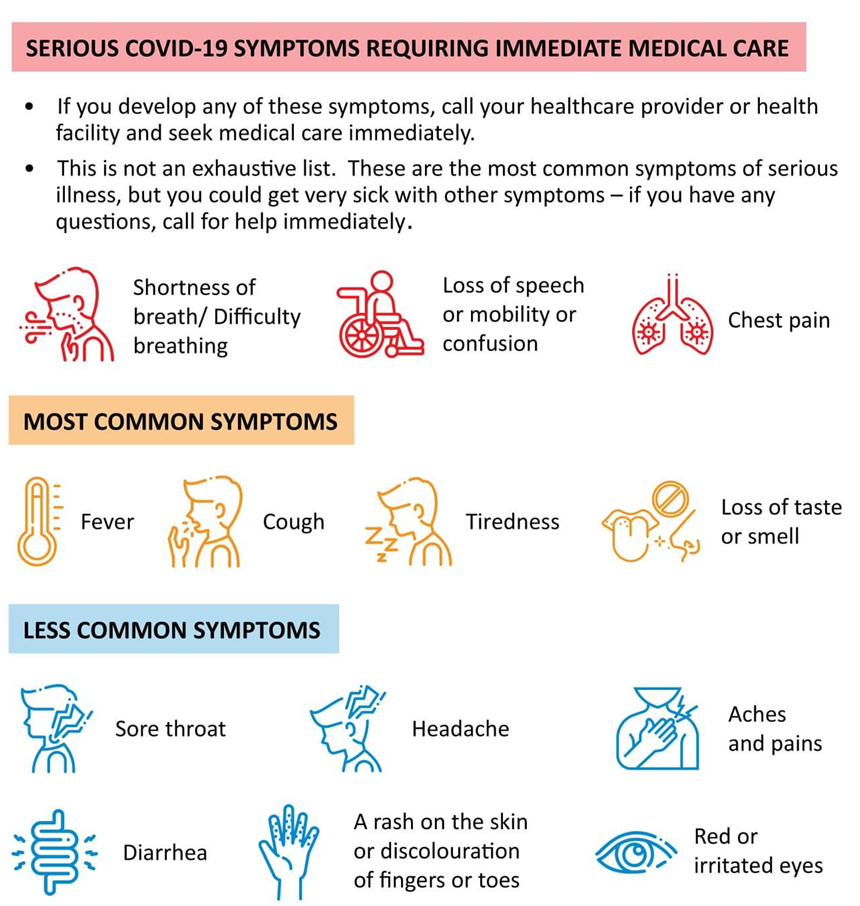 SERIOUS COVID-19 SYMPTOMS REQUIRING IMMEDIATE MEDICAL CARE
• If you develop any of these symptoms, call your healthcare provider or health
facility and seek medical care immediately.
• This is not an exhaustive list. These are the most common symptoms of serious
illness, but you could get very sick with other symptoms – if you have any
questions, call for help immediately.
Shortness of
breath/ Difficulty
breathing
Loss of speech
or mobility or
confusion
Chest pain
MOST COMMON SYMPTOMS
Fever
Cough
Z Z Z
Tiredness
Loss of taste
or smell
LESS COMMON SYMPTOMS
Sore throat
Headache
Aches
and pains
Diarrhea
A rash on the skin
or discolouration
of fingers or toes
Red or
irritated eyes